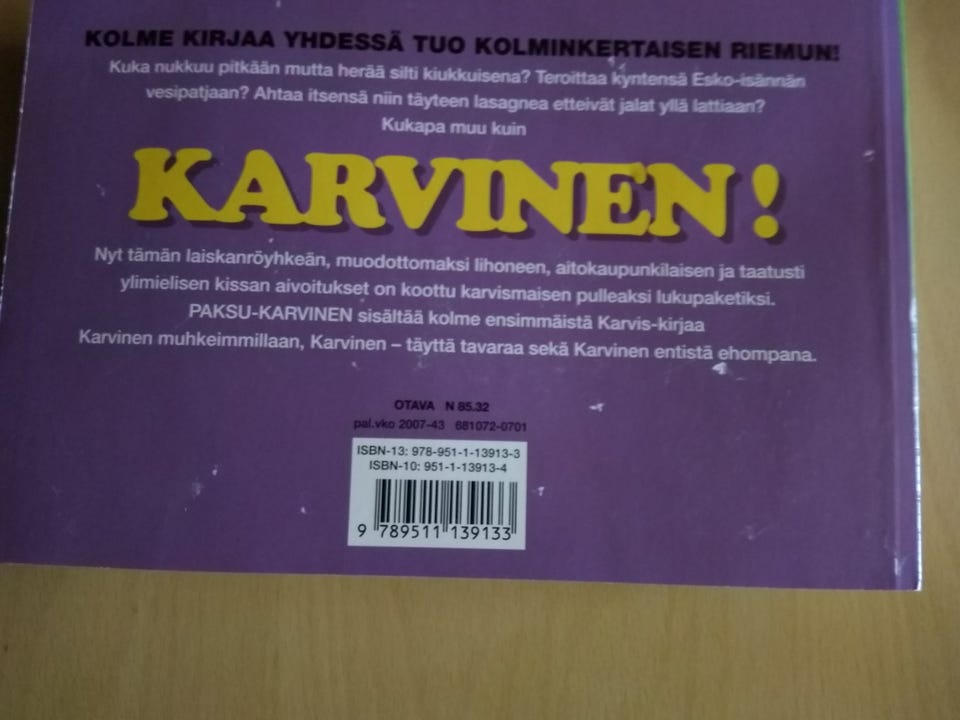 KOLME KIRJAA YHDESSÄ TUO KOLMINKERTAISEN RIEMUN!
Kuka nukkuu pitkään mutta herää silti kiukkuisena? Teroittaa kyntensä Esko-isännän
vesipatjaan? Ahtaa itsensä niin täyteen lasagnea etteivät jalat yllä lattiaan?
Kukapa muu kuin
KARVINEN!
Nyt tämän laiskanröyhkeän, muodottomaksi lihoneen, aitokaupunkilaisen ja taatusti
ylimielisen kissan aivoitukset on koottu karvismaisen pulleaksi lukupaketiksi.
PAKSU-KARVINEN sisältää kolme ensimmäistä Karvis-kirjaa
Karvinen muhkeimmillaan, Karvinen – täyttä tavaraa sekä Karvinen entistä ehompana.
OTAVA N 85.32
pal.vko 2007-43 681072-0701
ISBN-13: 978-951-1-13913-3
ISBN-10: 951-1-13913-4
9 789511 139133